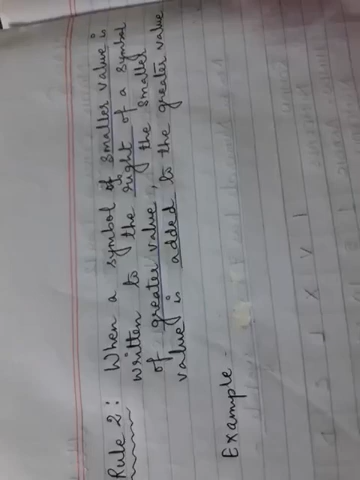 Rule 2: When a symbol of smaller value is
written to the right of a symbol
of greater value, the smaller
value is added to the greater value
Example